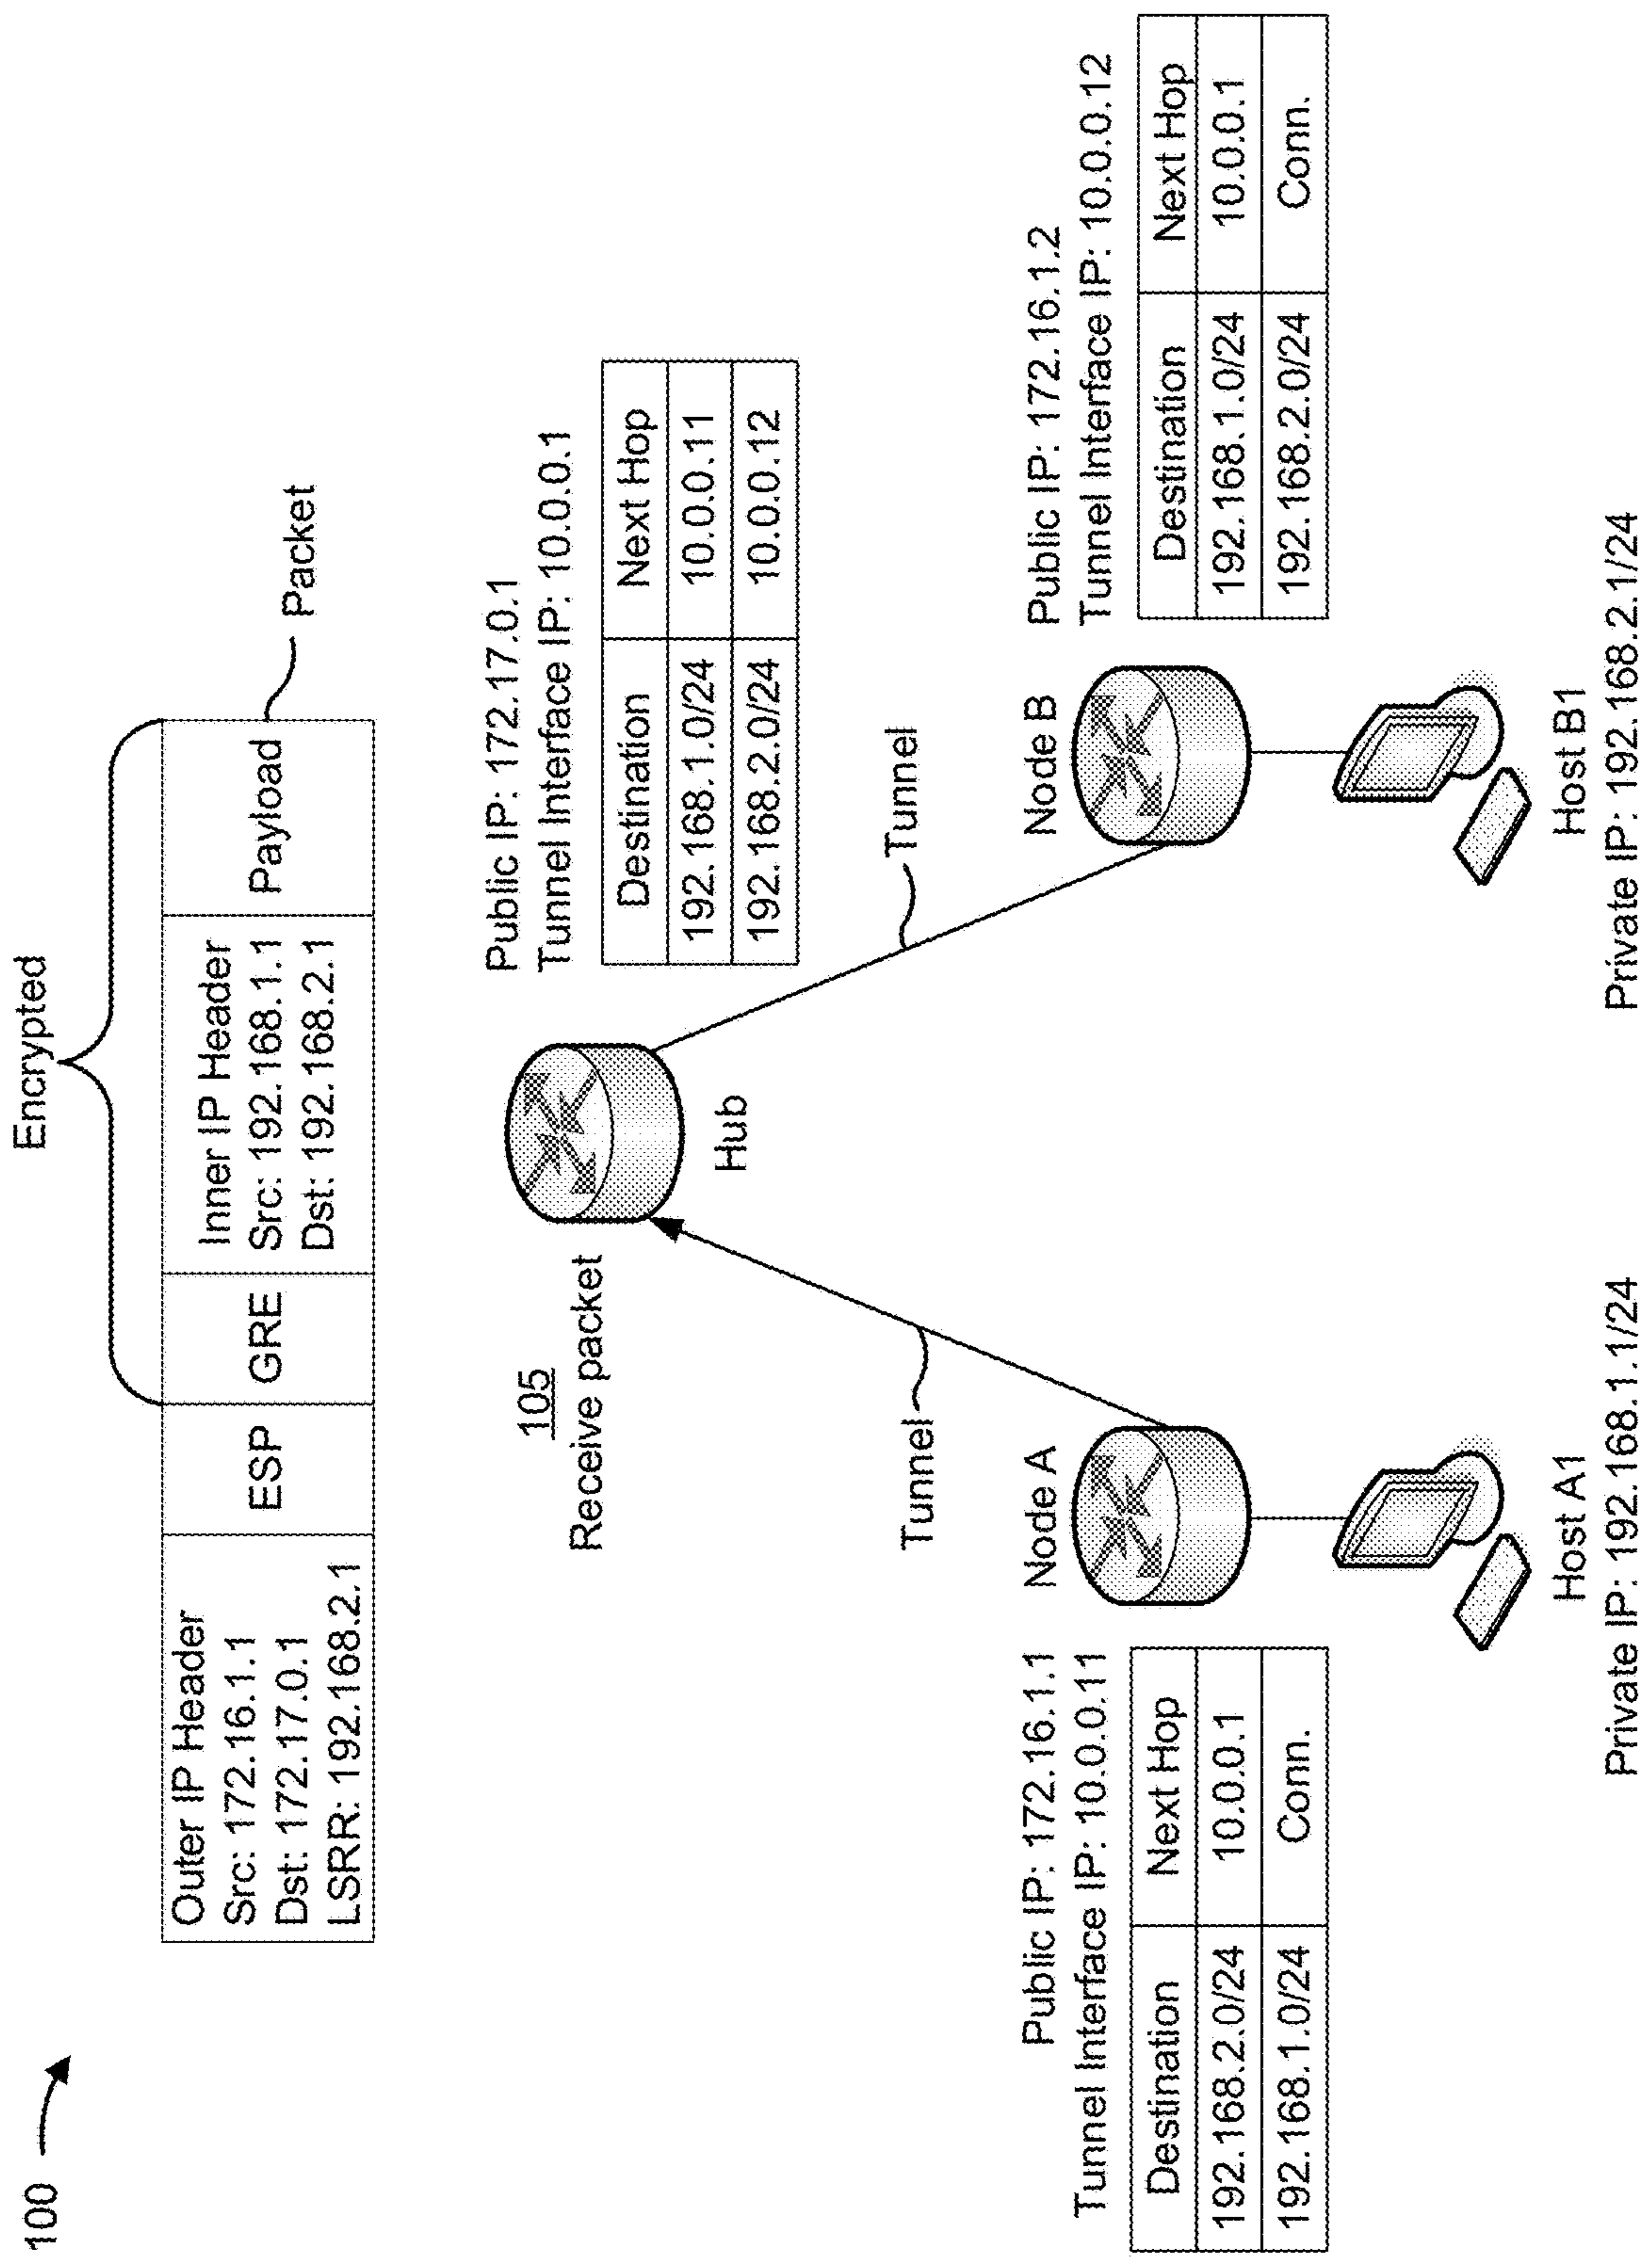 100
Encrypted
Outer IP Header
Src: 172.16.1.1
Dst: 172.17.0.1
LSRR: 192.168.2.1
ESP
GRE
Inner IP Header
Src: 192.168.1.1
Dst: 192.168.2.1
Payload
Packet
105
Receive packet
Hub
Public IP: 172.17.0.1
Tunnel Interface IP: 10.0.0.1
Destination Next Hop
192.168.1.0/24 10.0.0.11
192.168.2.0/24 10.0.0.12
Tunnel
Tunnel
Public IP: 172.16.1.1
Tunnel Interface IP: 10.0.0.11
Destination Next Hop
192.168.2.0/24 10.0.0.1
192.168.1.0/24 Conn.
Node A
Host A1
Private IP: 192.168.1.1/24
Node B
Public IP: 172.16.1.2
Tunnel Interface IP: 10.0.0.12
Destination Next Hop
192.168.1.0/24 10.0.0.1
192.168.2.0/24 Conn.
Host B1
Private IP: 192.168.2.1/24